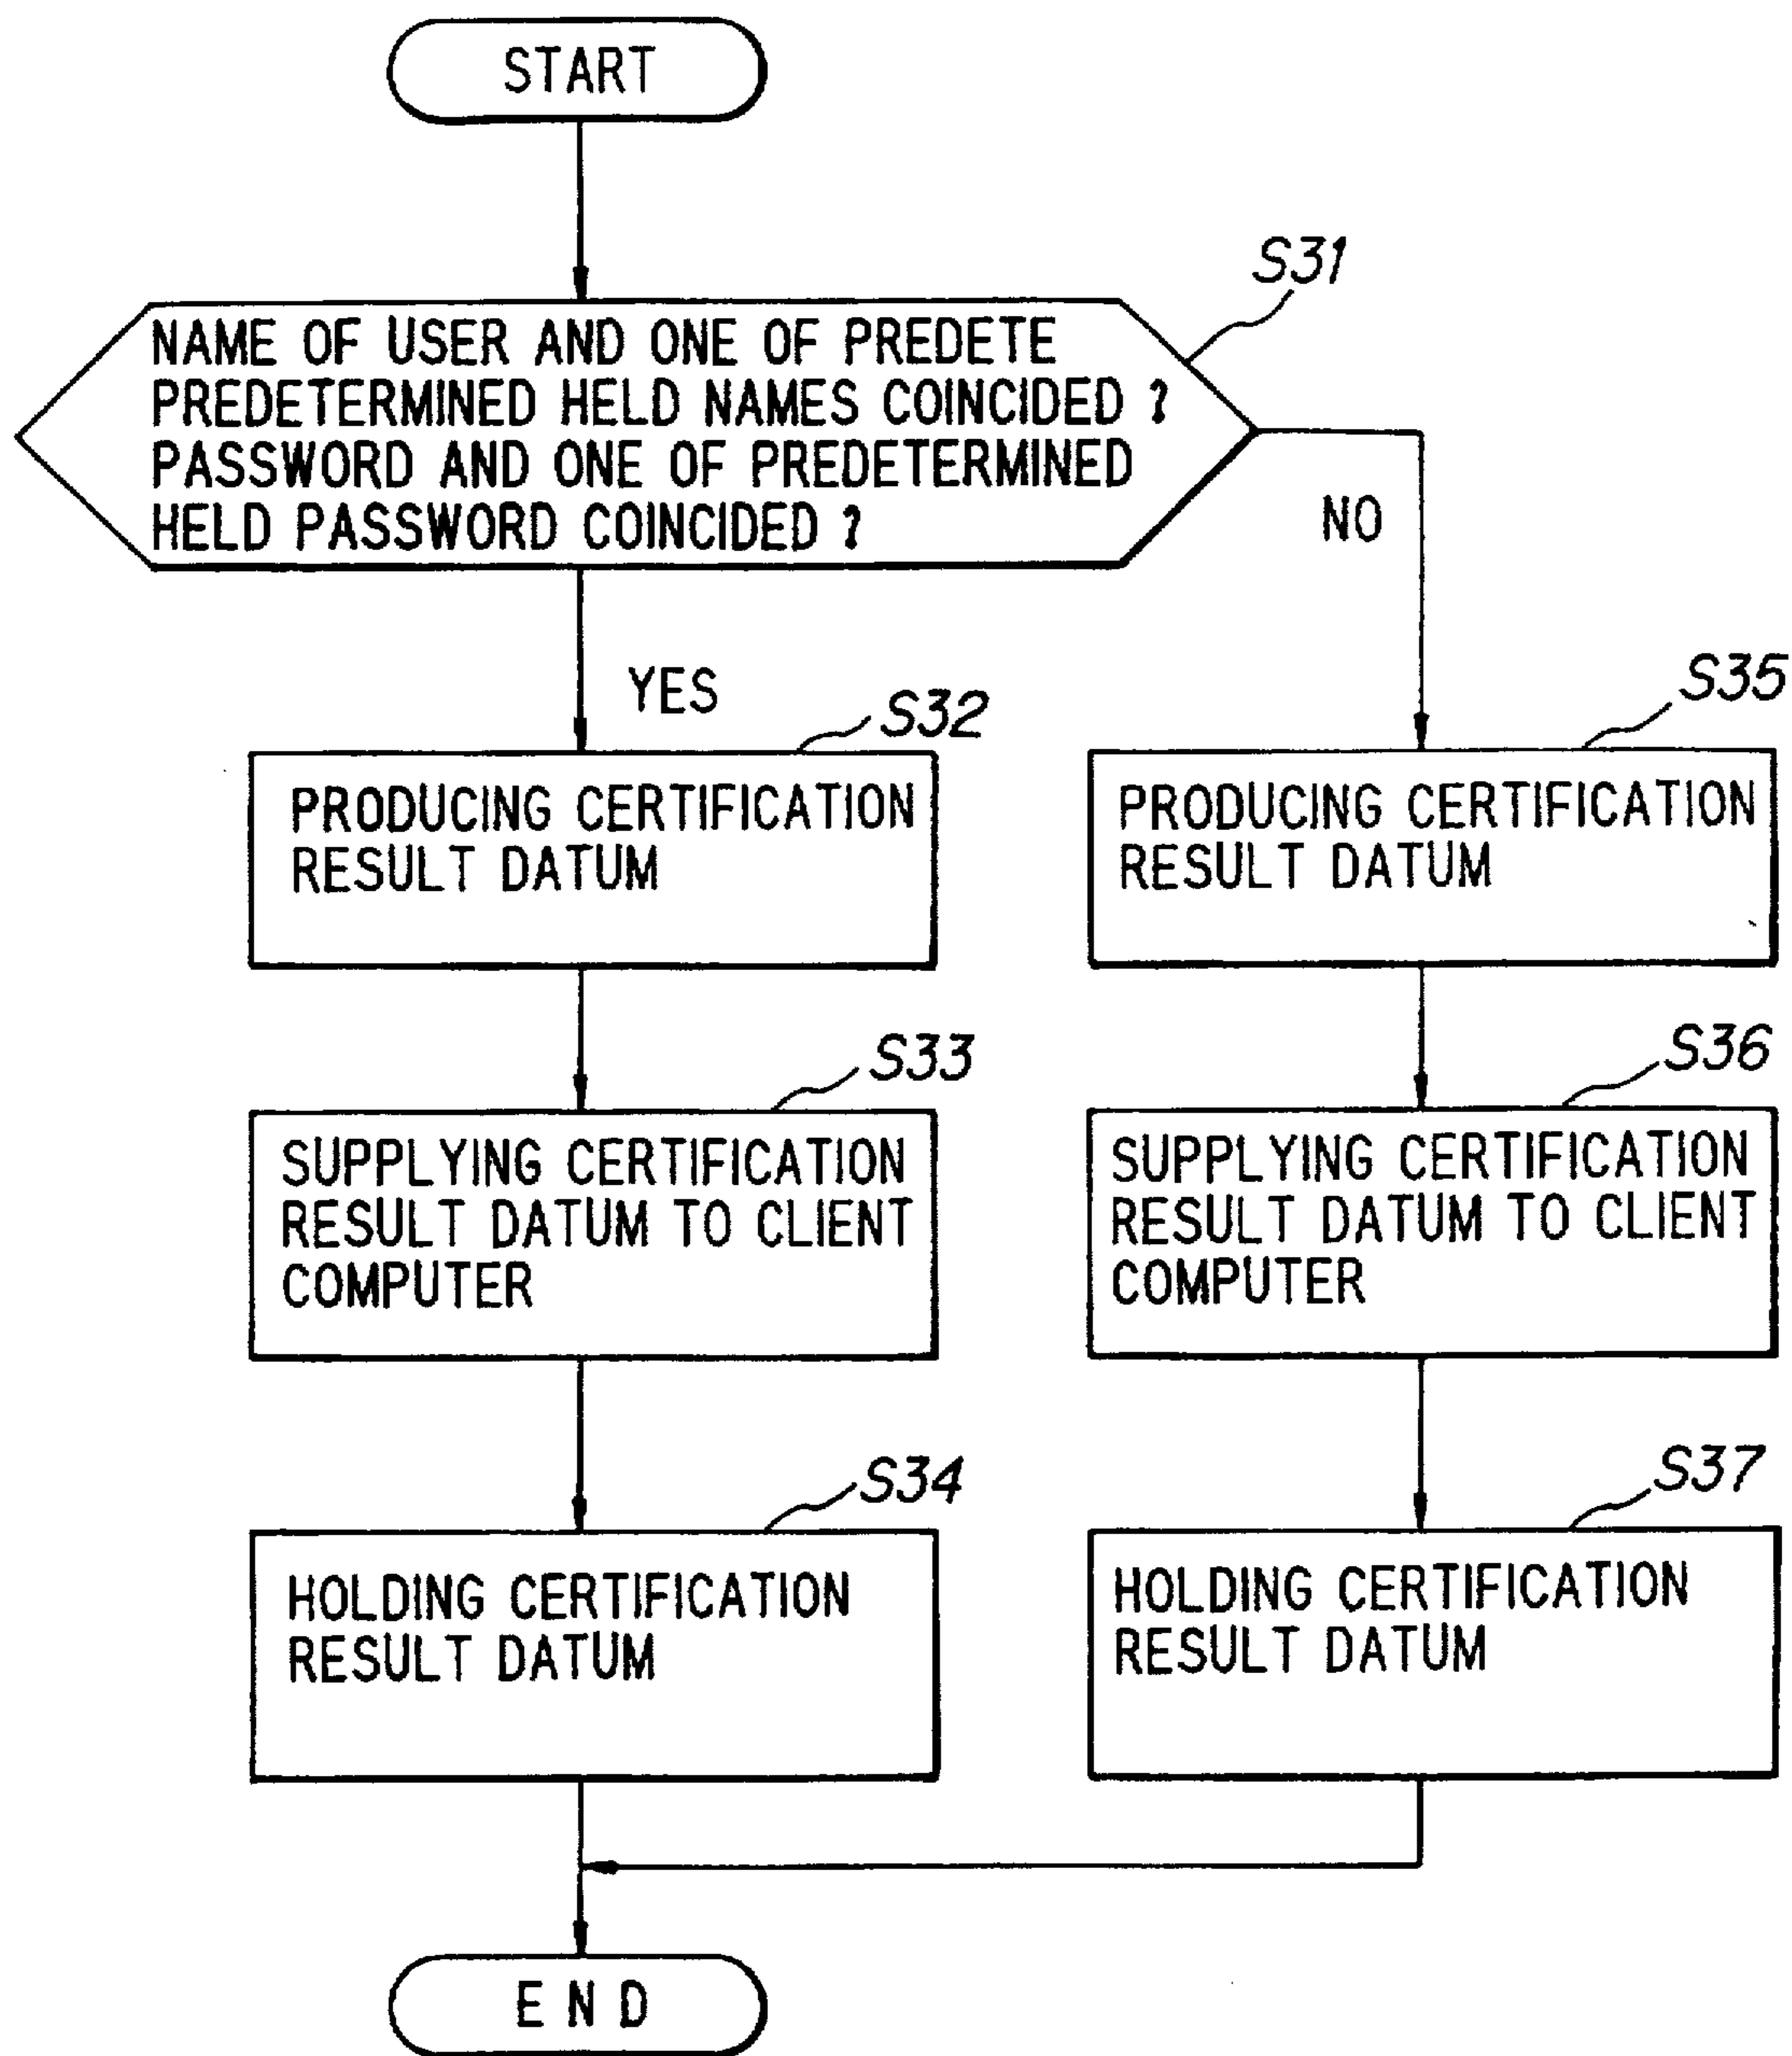 START
S31
NAME OF USER AND ONE OF PREDETE
PREDETERMINED HELD NAMES COINCIDED ?
PASSWORD AND ONE OF PREDETERMINED
HELD PASSWORD COINCIDED ?
NO
YES
S32
PRODUCING CERTIFICATION
RESULT DATUM
S35
PRODUCING CERTIFICATION
RESULT DATUM
S33
SUPPLYING CERTIFICATION
RESULT DATUM TO CLIENT
COMPUTER
S36
SUPPLYING CERTIFICATION
RESULT DATUM TO CLIENT
COMPUTER
S34
HOLDING CERTIFICATION
RESULT DATUM
S37
HOLDING CERTIFICATION
RESULT DATUM
END